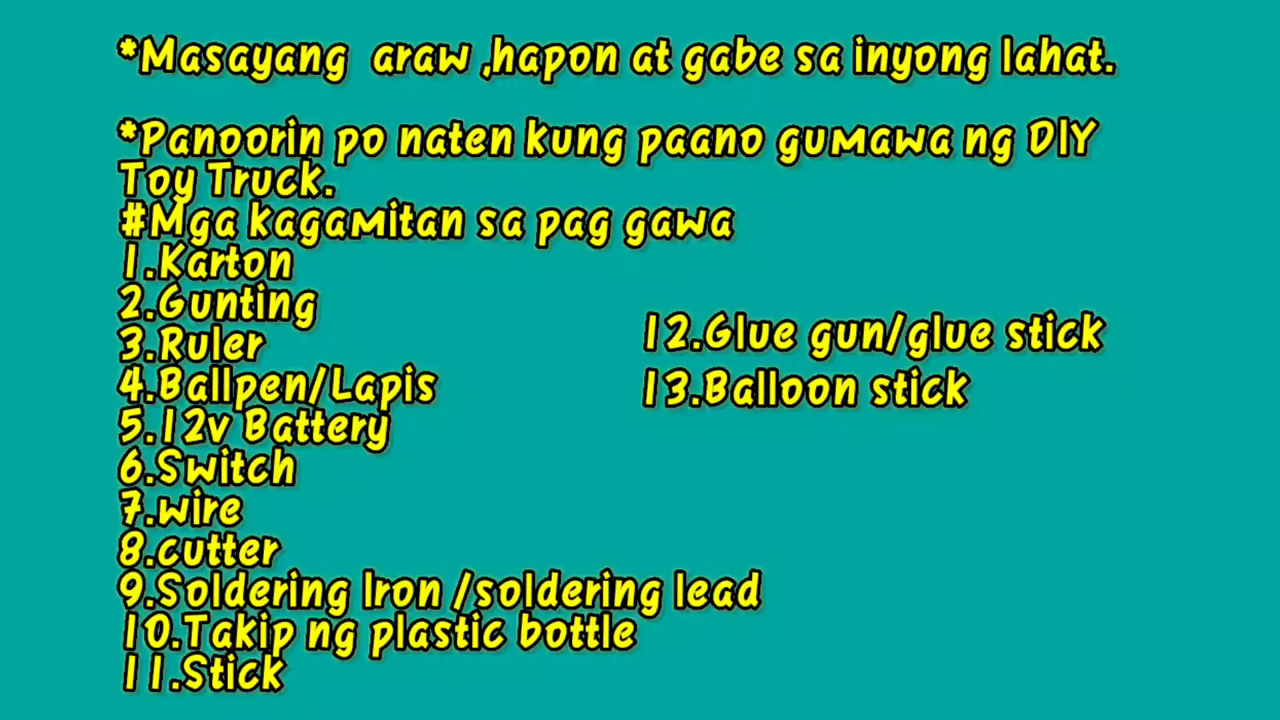 *Masayang araw ,hapon at gabe sa inyong lahat.
*Panoorin po naten kung paano gumawa ng DIY
Toy Truck.
#Mga kagamitan sa pag gawa
1.Karton
2.Gunting
3.Ruler
4.Ballpen/Lapis
5.12v Battery
6.Switch
7.wire
8.cutter
9.Soldering Iron /soldering lead
10.Takip ng plastic bottle
11.Stick
12.Glue gun/glue stick
13.Balloon stick